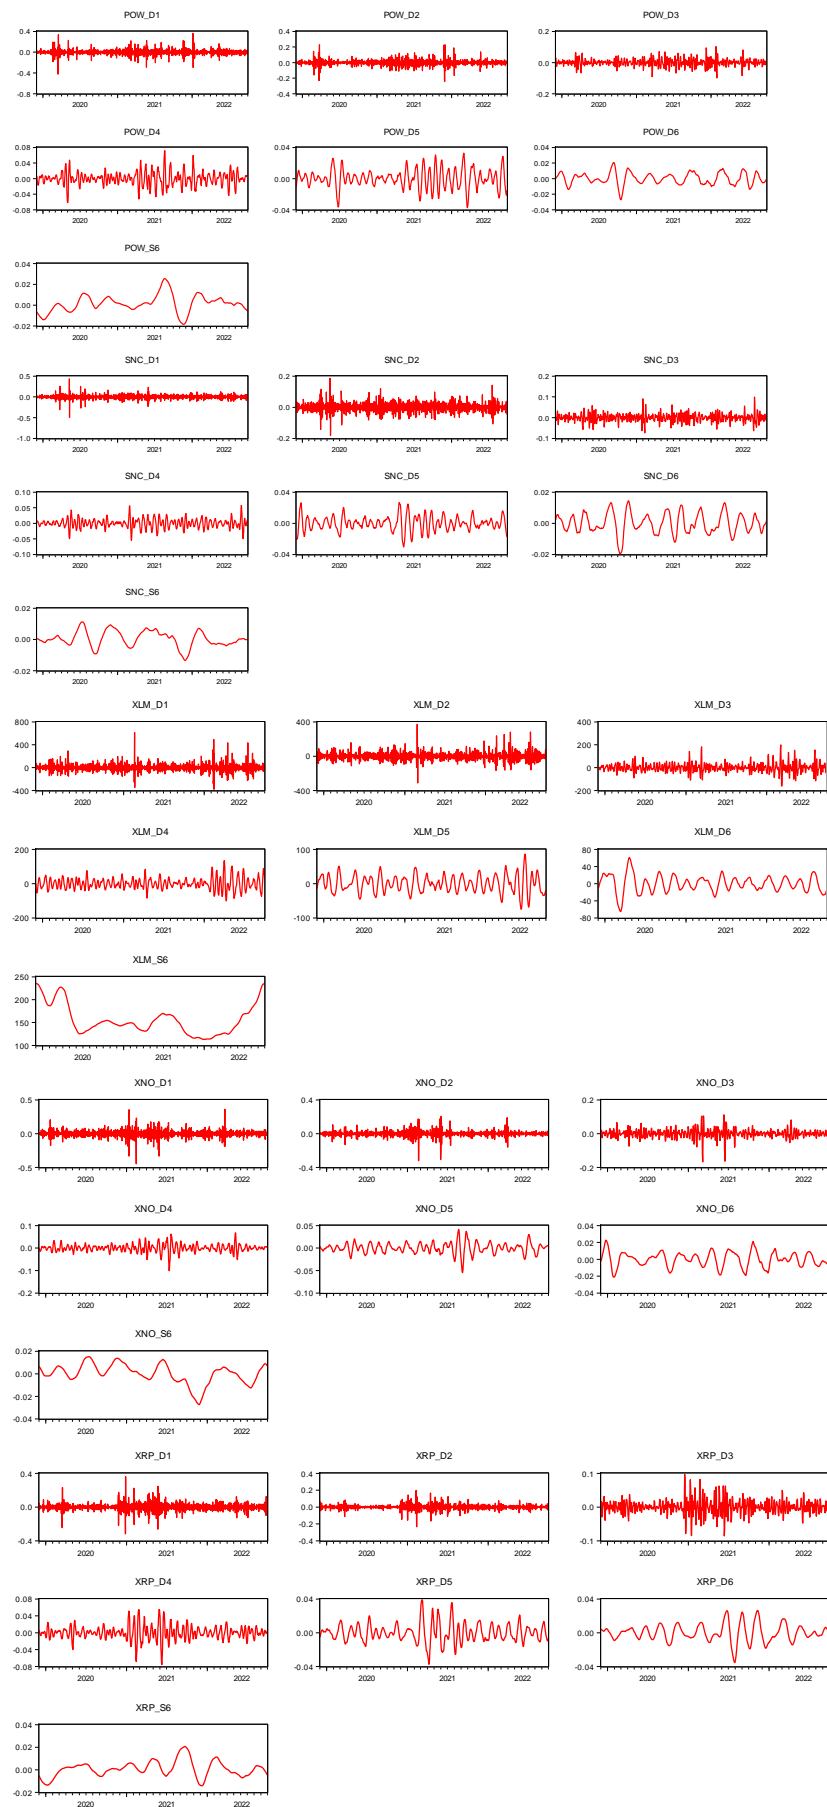 POW_D1 POW_D2 POW_D3
0.4 0.4 0.2
0.0 0.2 0.0
-0.4 0.0 -0.2
-0.8 -0.2
-0.4
2020 2021 2022 2020 2021 2022 2020 2021 2022
POW_D4 POW_D5 POW_D6
0.08 0.04 0.04
0.04 0.00 0.02
0.00 -0.04 0.00
-0.04 -0.02
-0.08 -0.04
2020 2021 2022 2020 2021 2022 2020 2021 2022
POW_S6
0.04
0.02
0.00
-0.02
2020 2021 2022
SNC_D1 SNC_D2 SNC_D3
0.5 0.2 0.2
0.0 0.0 0.1
-0.5 -0.2 0.0
-1.0 -0.1
2020 2021 2022 2020 2021 2022 2020 2021 2022
SNC_D4 SNC_D5 SNC_D6
0.10 0.04 0.02
0.05 0.00 0.00
0.00 -0.04 -0.02
-0.05
-0.10
2020 2021 2022 2020 2021 2022 2020 2021 2022
SNC_S6
0.02
0.00
-0.02
2020 2021 2022
XLM_D1 XLM_D2 XLM_D3
800 400 400
400 0 200
0 -400 0
-400 -200
2020 2021 2022 2020 2021 2022 2020 2021 2022
XLM_D4 XLM_D5 XLM_D6
200 100 80
0 0 40
-200 -100 0
-40
-80
2020 2021 2022 2020 2021 2022 2020 2021 2022
XLM_S6
250
200
150
100
2020 2021 2022
XNO_D1 XNO_D2 XNO_D3
0.5 0.4 0.2
0.0 0.0 0.0
-0.5 -0.4 -0.2
2020 2021 2022 2020 2021 2022 2020 2021 2022
XNO_D4 XNO_D5 XNO_D6
0.1 0.05 0.04
0.0 0.00 0.02
-0.1 -0.05 0.00
-0.2 -0.10 -0.02
-0.04
2020 2021 2022 2020 2021 2022 2020 2021 2022
XNO_S6
0.02
0.00
-0.02
-0.04
2020 2021 2022
XRP_D1 XRP_D2 XRP_D3
0.4 0.4 0.1
0.0 0.2 0.0
-0.4 0.0 -0.1
-0.2
-0.4
2020 2021 2022 2020 2021 2022 2020 2021 2022
XRP_D4 XRP_D5 XRP_D6
0.08 0.04 0.04
0.04 0.00 0.00
0.00 -0.04 -0.04
-0.04
-0.08
2020 2021 2022 2020 2021 2022 2020 2021 2022
XRP_S6
0.04
0.02
0.00
-0.02
2020 2021 2022